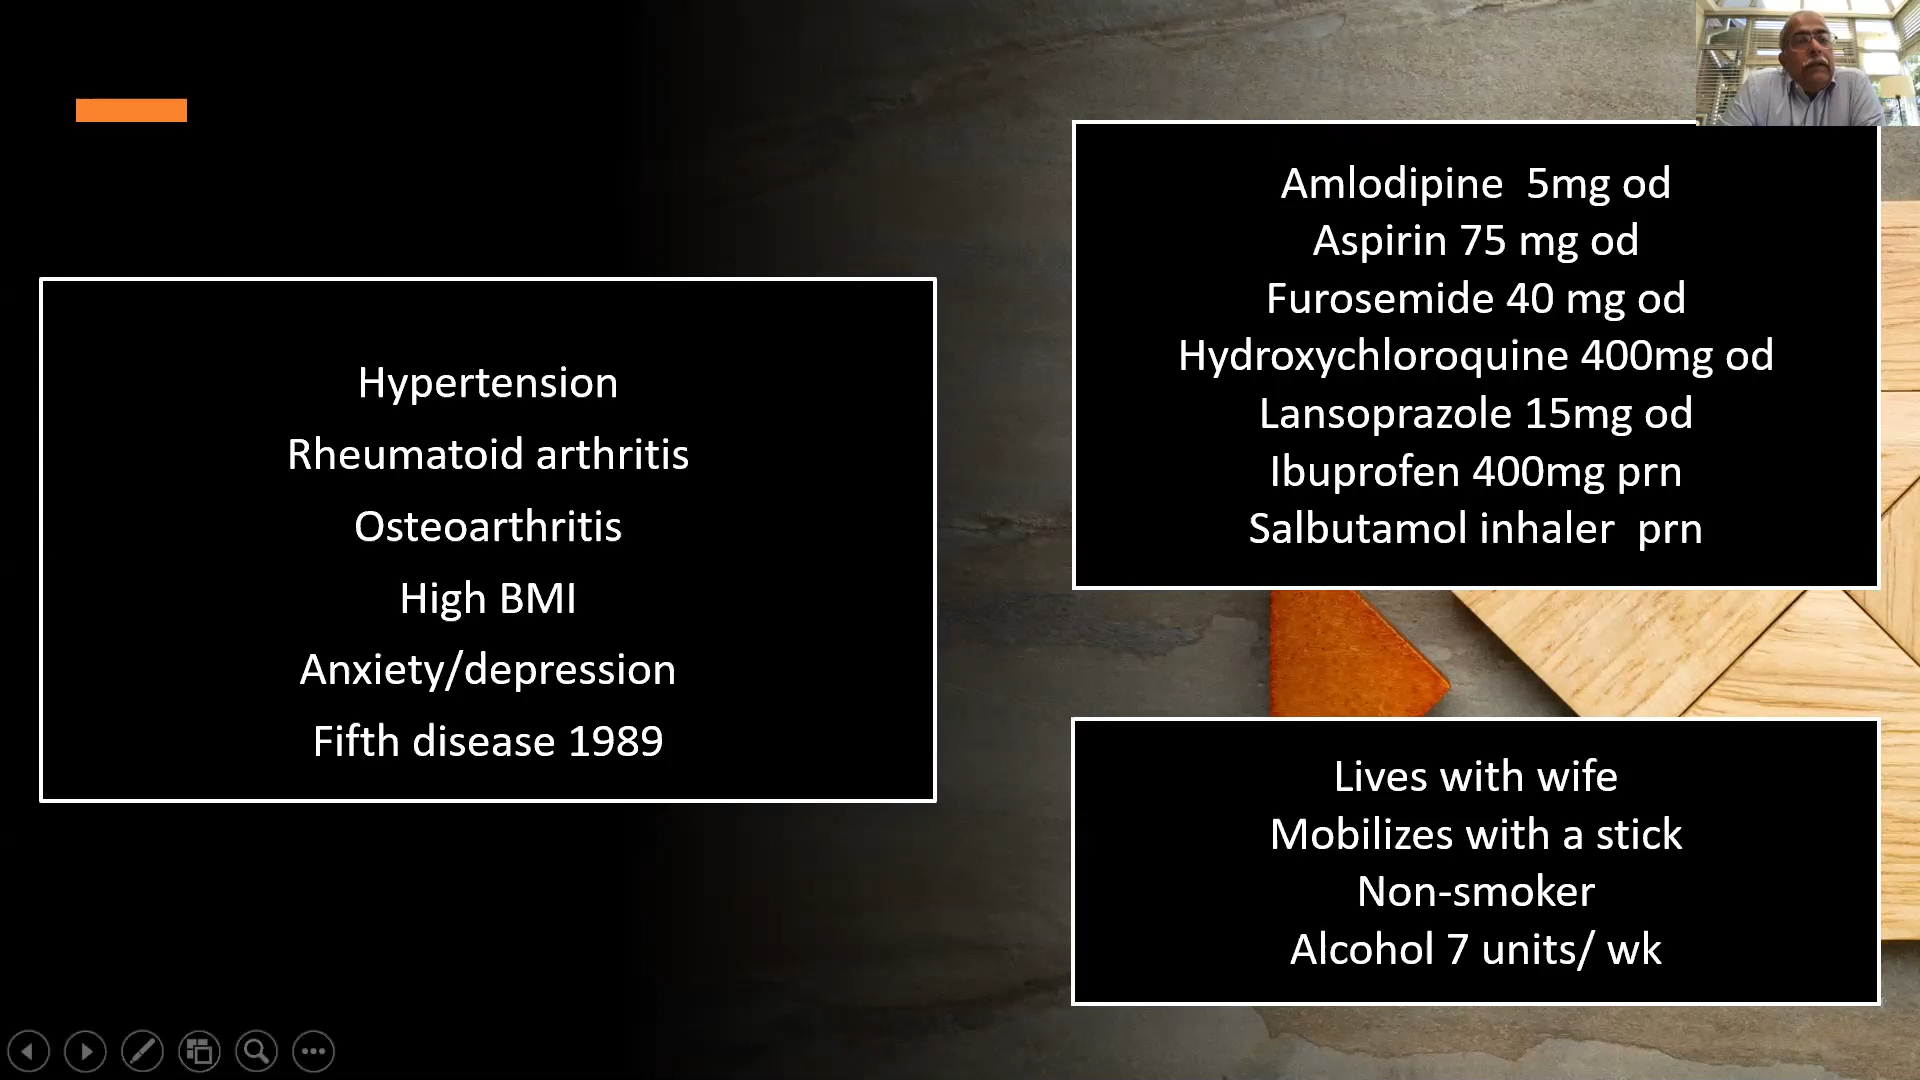 Hypertension
Rheumatoid arthritis
Osteoarthritis
High BMI
Anxiety/depression
Fifth disease 1989
Amlodipine  5mg od
Aspirin 75 mg od
Furosemide 40 mg od
Hydroxychloroquine 400mg od
Lansoprazole 15mg od
Ibuprofen 400mg prn
Salbutamol inhaler  prn
Lives with wife
Mobilizes with a stick
Non-smoker
Alcohol 7 units/ wk